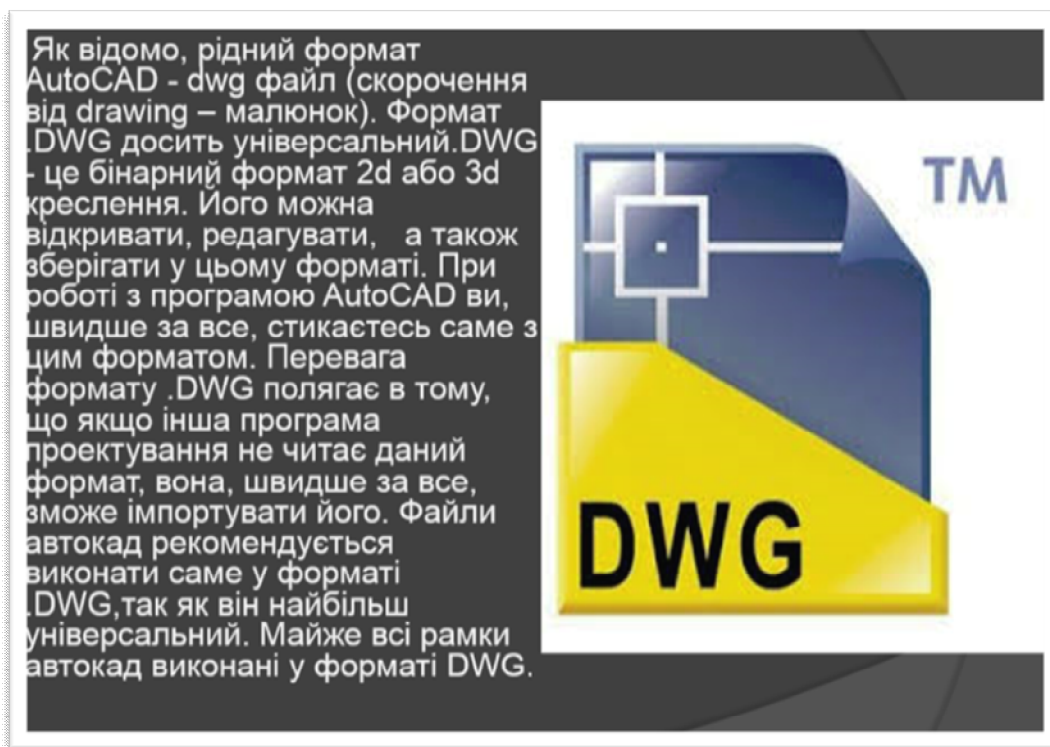 Як відомо, рідний формат
AutoCAD - dwg файл (скорочення
від drawing – малюнок). Формат
.DWG досить універсальний.DWG
- це бінарний формат 2d або 3d
креслення. Його можна
відкривати, редагувати, а також
зберігати у цьому форматі. При
роботі з програмою AutoCAD ви,
швидше за все, стикаєтесь саме з
цим форматом. Перевага
формату .DWG полягає в тому,
що якщо інша програма
проектування не читає даний
формат, вона, швидше за все,
зможе імпортувати його. Файли
автокад рекомендується
виконати саме у форматі
.DWG,так як він найбільш
універсальний. Майже всі рамки
автокад виконані у форматі DWG.
TM
DWG